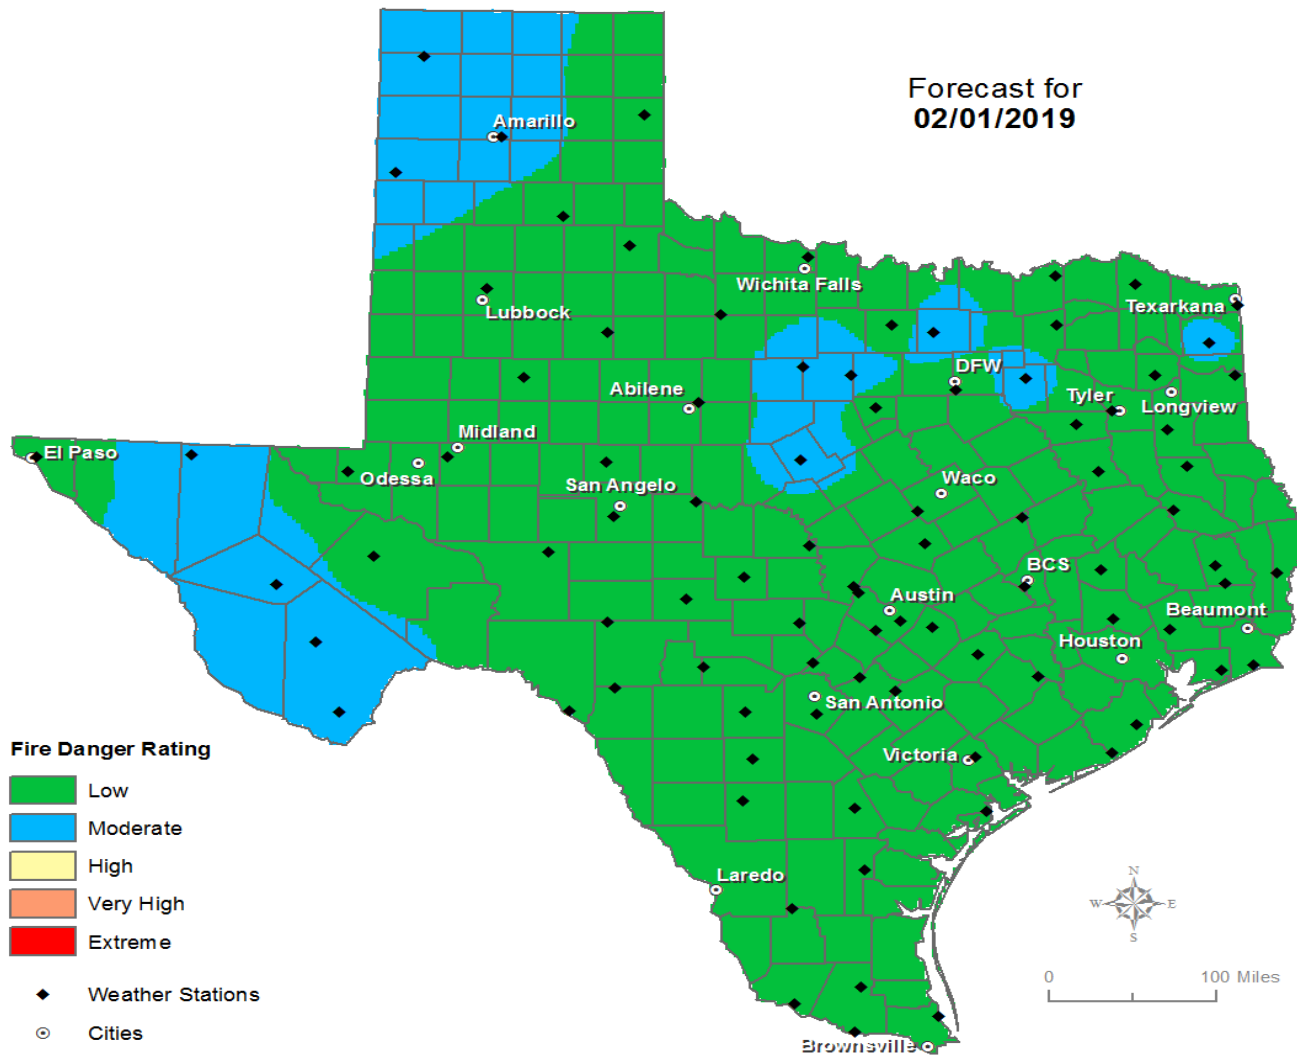 Forecast for
02/01/2019
Amarillo
Wichita Falls
Lubbock
Texarkana
DFW
Abilene
Tyler
Longview
Midland
El Paso
Odessa
San Angelo
Waco
BCS
Austin
Beaumont
Houston
San Antonio
Victoria
Laredo
Brownsville
Fire Danger Rating
Low
Moderate
High
Very High
Extreme
Weather Stations
Cities
N
W E
S
0 100 Miles